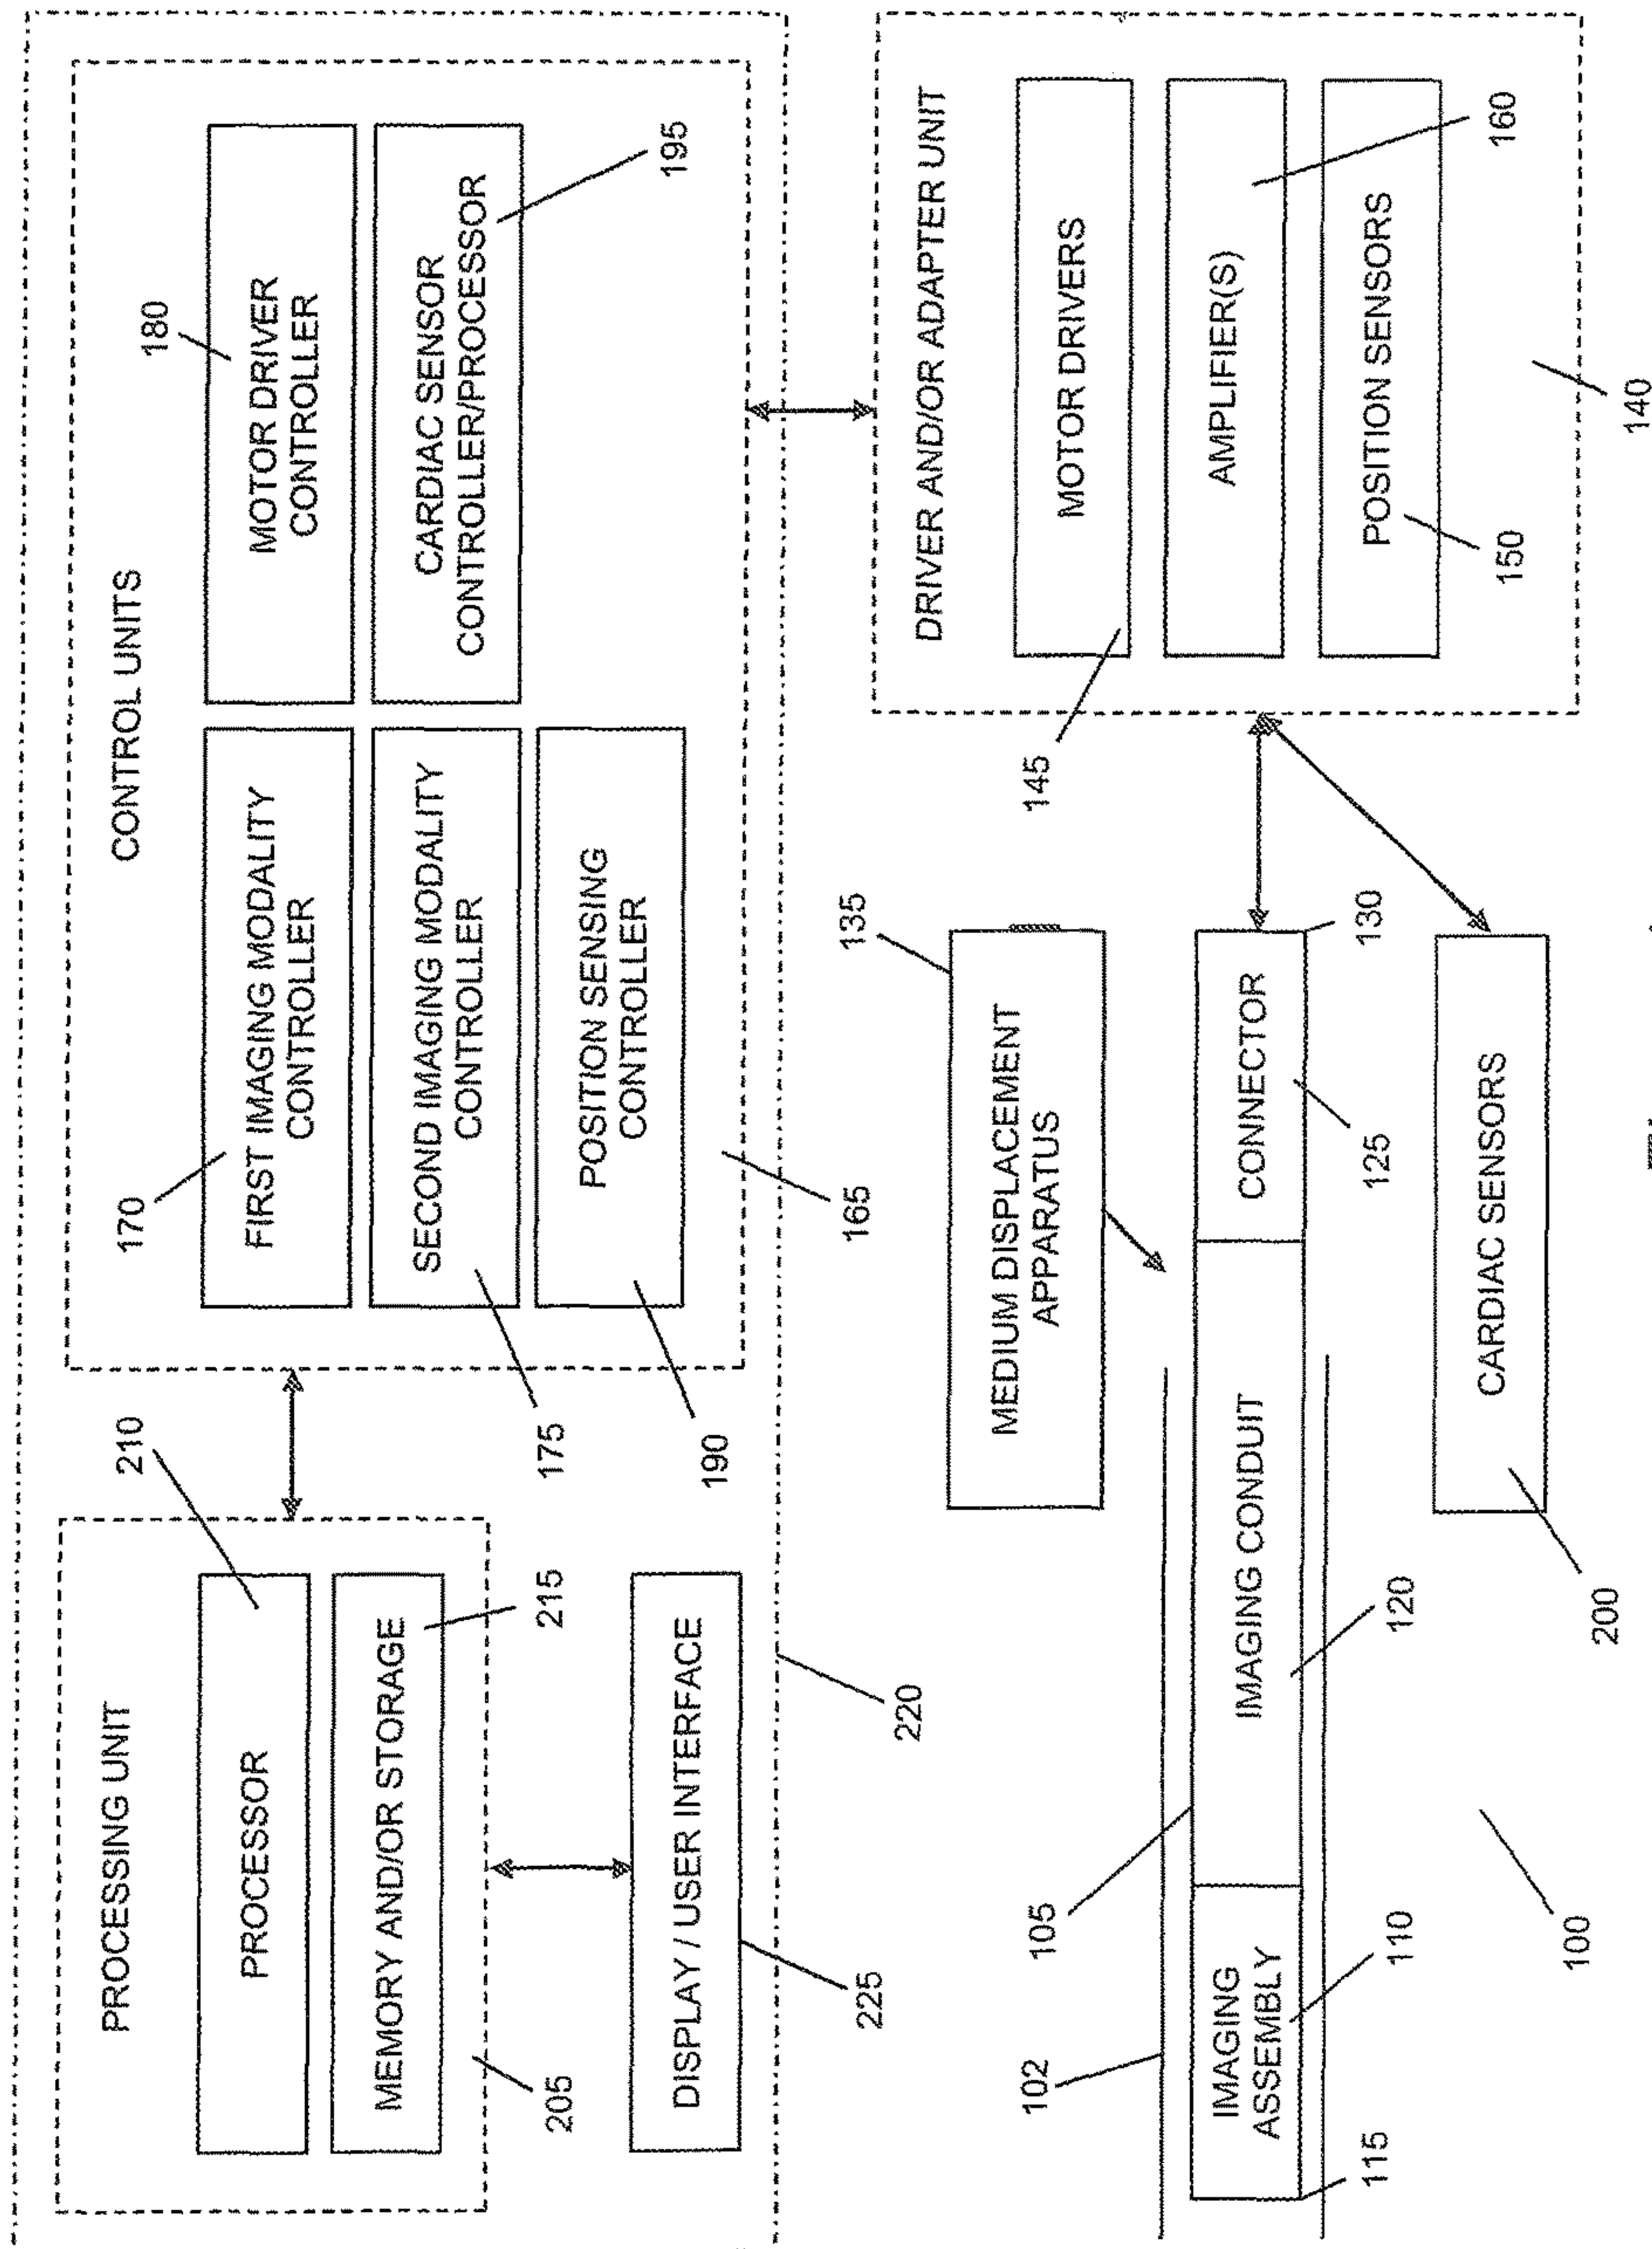 PROCESSING UNIT
PROCESSOR
210
MEMORY AND/OR STORAGE
215
205
DISPLAY / USER INTERFACE
225
220
CONTROL UNITS
170
FIRST IMAGING MODALITY
CONTROLLER
180
MOTOR DRIVER
CONTROLLER
SECOND IMAGING MODALITY
CONTROLLER
175
CARDIAC SENSOR
CONTROLLER/PROCESSOR
195
POSITION SENSING
CONTROLLER
190
165
102
105
IMAGING
ASSEMBLY
115
110
100
IMAGING CONDUIT
120
MEDIUM DISPLACEMENT
APPARATUS
135
CONNECTOR
125
130
CARDIAC SENSORS
200
DRIVER AND/OR ADAPTER UNIT
MOTOR DRIVERS
145
AMPLIFIER(S)
160
POSITION SENSORS
150
140